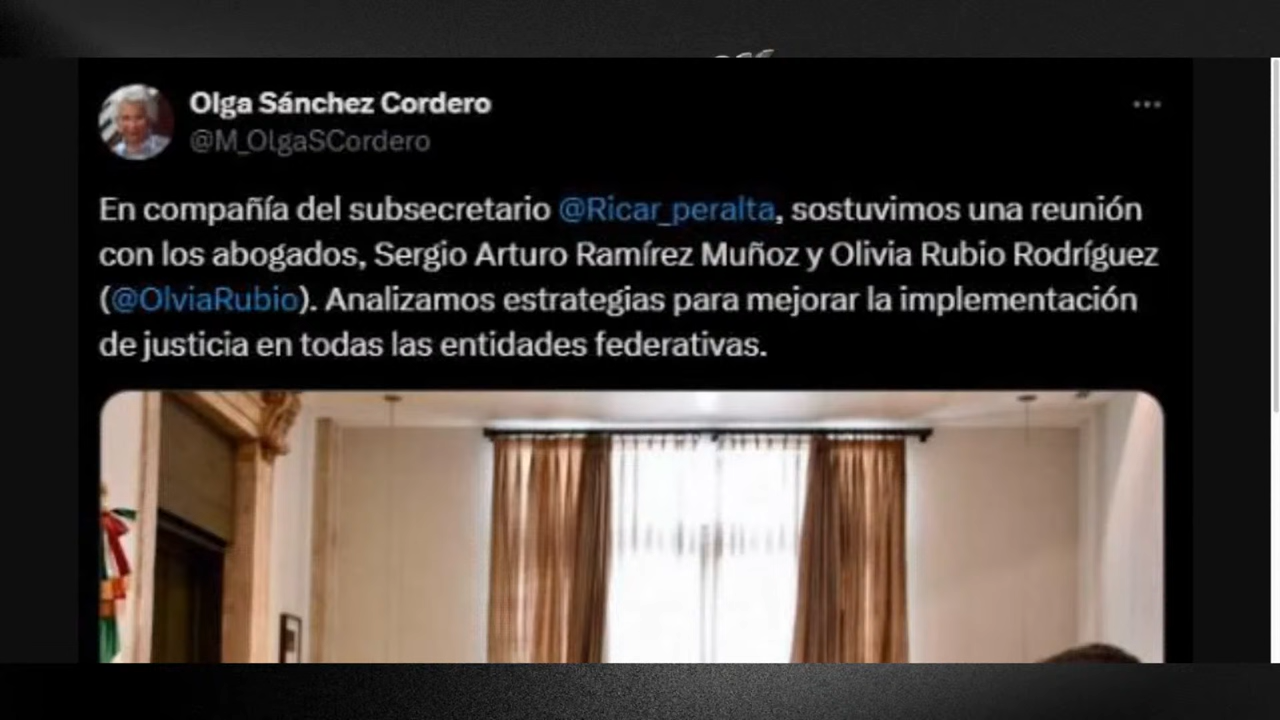 Olga Sánchez Cordero
@M_OlgaSCordero
En compañía del subsecretario @Ricar_peralta, sostuvimos una reunión
con los abogados, Sergio Arturo Ramírez Muñoz y Olivia Rubio Rodríguez
(@OlviaRubio). Analizamos estrategias para mejorar la implementación
de justicia en todas las entidades federativas.